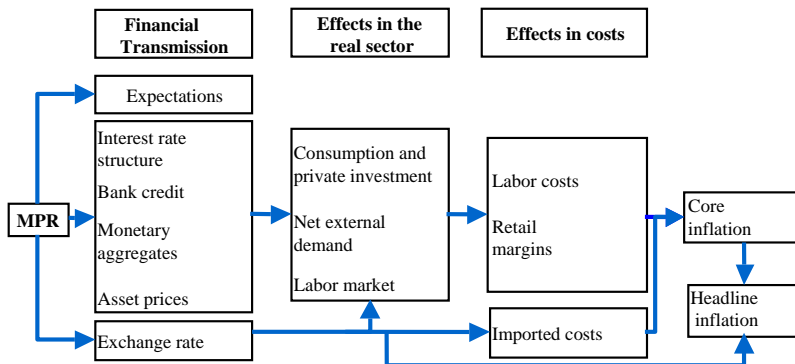 Financial
Transmission
Effects in the
real sector
Effects in costs
Expectations
Interest rate
structure
Bank credit
Monetary
aggregates
Asset prices
MPR
Exchange rate
Consumption and
private investment
Net external
demand
Labor market
Labor costs
Retail
margins
Imported costs
Core
inflation
Headline
inflation